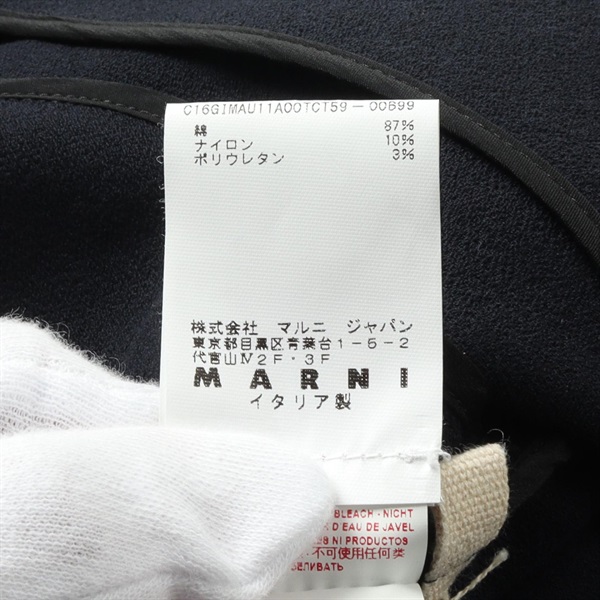 C16GIMAU11A00TCT59-00B99
綿 87%
ナイロン 10%
ポリウレタン 3%
株式会社 マルニ ジャパン
東京都目黒区青葉台1-5-2
代官山Ⅳ2F・3F
MARNI
イタリア製
BLEACH - NICHT
D'EAU DE JAVEL
NI PRODUCTOS
不可使用任何